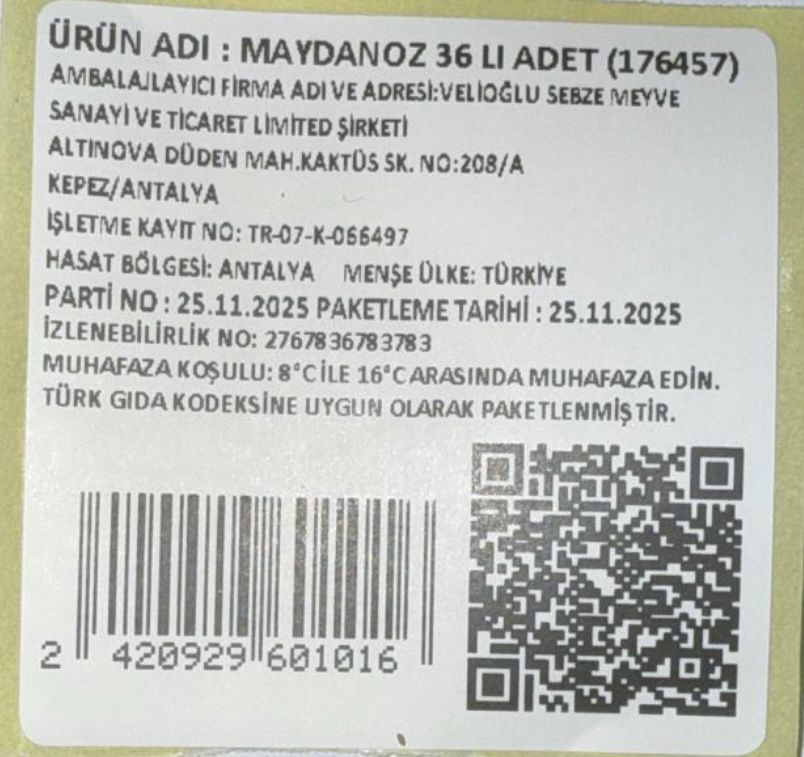 ÜRÜN ADI : MAYDANOZ 36 LI ADET (176457)
AMBALAJLAYICI FİRMA ADI VE ADRESİ:VELİOĞLU SEBZE MEYVE
SANAYİ VE TİCARET LİMİTED ŞİRKETİ
ALTINOVA DÜDEN MAH.KAKTÜS SK. NO:208/A
KEPEZ/ANTALYA
İŞLETME KAYIT NO: TR-07-K-066497
HASAT BÖLGESİ: ANTALYA MENŞE ÜLKE: TÜRKİYE
PARTİ NO : 25.11.2025 PAKETLEME TARİHİ : 25.11.2025
İZLENEBİLİRLİK NO: 2767836783783
MUHAFAZA KOŞULU: 8°C İLE 16°C ARASINDA MUHAFAZA EDİN.
TÜRK GIDA KODEKSİNE UYGUN OLARAK PAKETLENMİŞTİR.
2 420929 601016